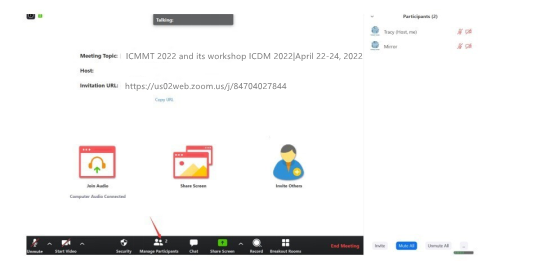 Talking:
Participants (2)
Tracy (Host, me)
Mirror
Meeting Topic: : ICMMT 2022 and its workshop ICDM 2022|April 22-24, 2022
Host:
Invitation URL: https://us02web.zoom.us/j/84704027844
Copy URL
Join Audio
Share Screen
Invite Others
Computer Audio Connected
2
Unmute
Start Video
Security
Manage Participants
Chat
Share Screen
Record
Breakout Rooms
End Meeting
Invite
Mute All
Unmute All
...